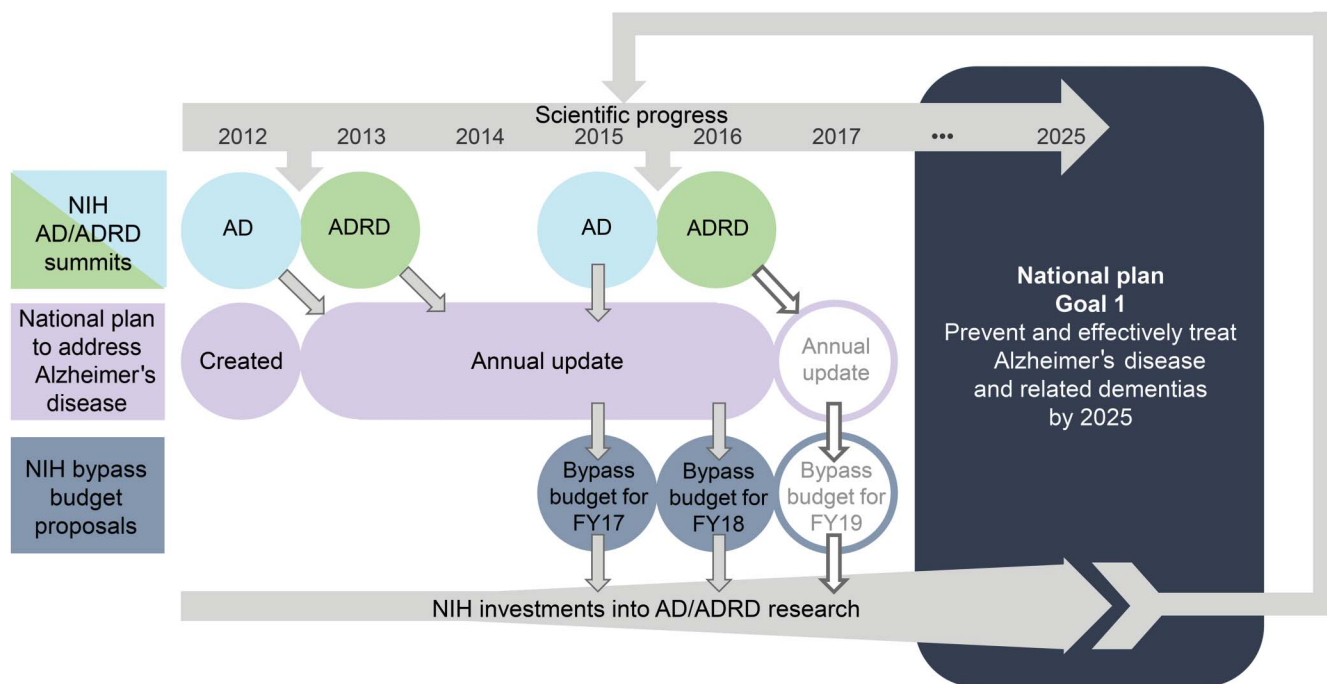 Scientific progress
2012 2013 2014 2015 2016 2017 ••• 2025
NIH
AD/ADRD
summits
AD
ADRD
AD
ADRD
National plan
to address
Alzheimer's
disease
Created
Annual update
Annual
update
NIH bypass
budget
proposals
Bypass
budget for
FY17
Bypass
budget for
FY18
Bypass
budget for
FY19
NIH investments into AD/ADRD research
National plan
Goal 1
Prevent and effectively treat
Alzheimer's disease
and related dementias
by 2025